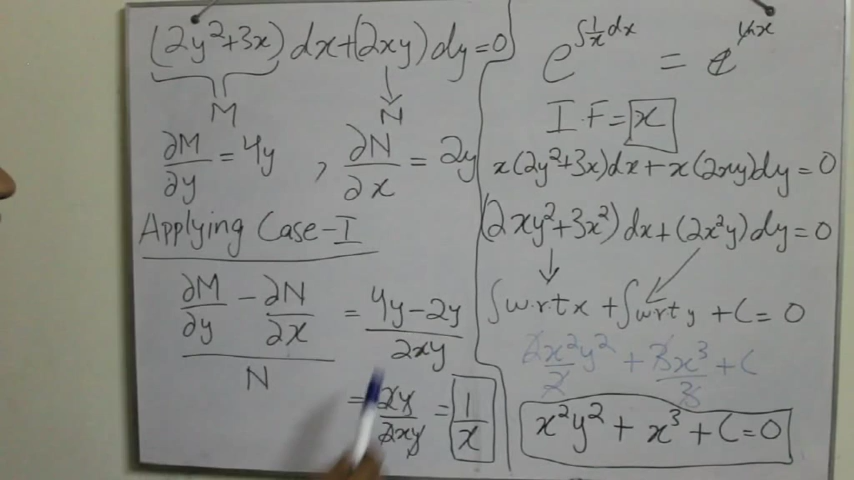 (2y²+3x) dx+(2xy) dy=0
M
N
∂M/∂y = 4y , ∂N/∂x = 2y
Applying Case-I
(∂M/∂y - ∂N/∂x)/N = (4y-2y)/2xy
= 2y/2xy = 1/x
e^∫1/x dx = e^lnx
I.F = x
x(2y²+3x)dx+x(2xy)dy=0
(2xy²+3x²)dx+(2x²y)dy=0
∫w.r.t x + ∫w.r.t y + C = 0
2x²y²/2 + 3x³/3 + C
x²y² + x³ + C=0